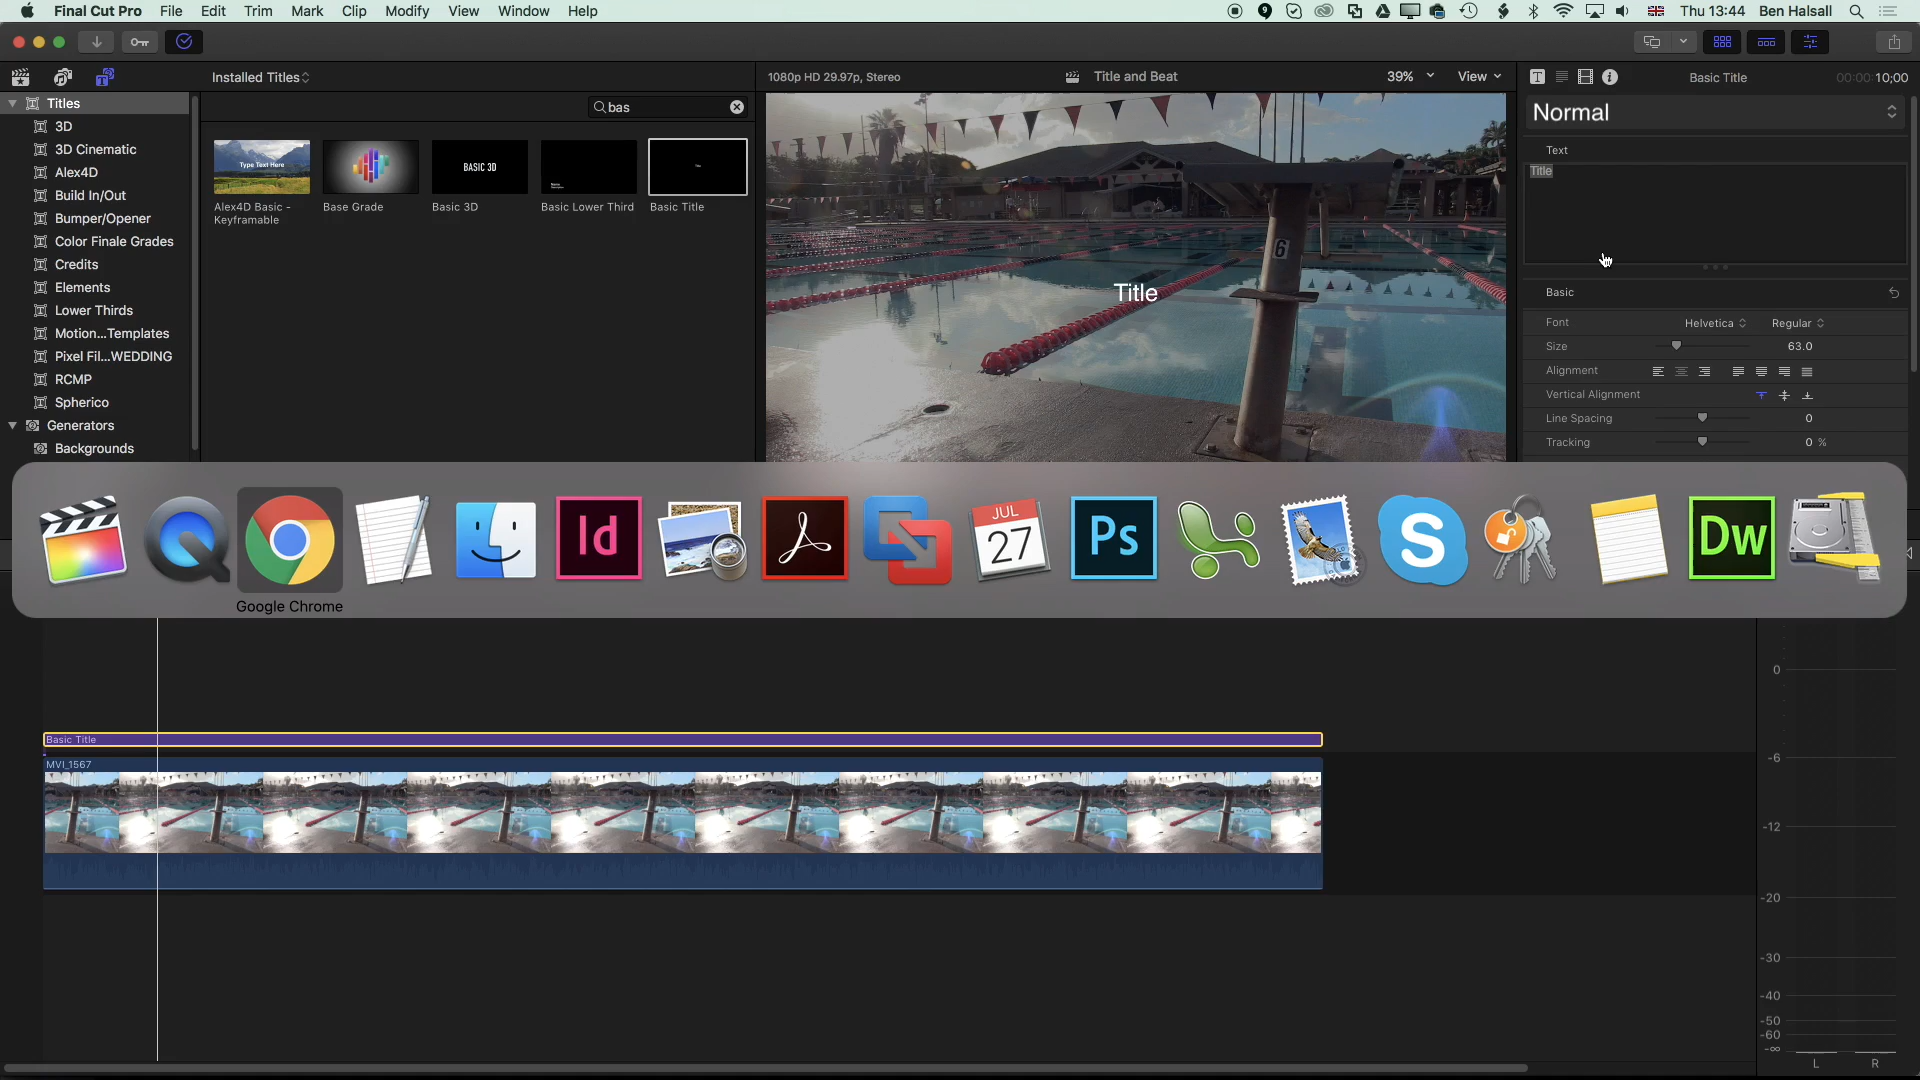 Final Cut Pro File Edit Trim Mark Clip Modify View Window Help
Thu 13:44 Ben Halsall
Installed Titles
1080p HD 29.97p, Stereo
Title and Beat
39%
View
Basic Title
00:00:10;00
Titles
3D
3D Cinematic
Alex4D
Build In/Out
Bumper/Opener
Color Finale Grades
Credits
Elements
Lower Thirds
Motion...Templates
Pixel Fil...WEDDING
RCMP
Spherico
Generators
Backgrounds
bas
Type Text Here
Alex4D Basic -
Keyframable
Base Grade
BASIC 3D
Basic 3D
Basic Lower Third
Title
Basic Title
6
Title
Normal
Text
Title
Basic
Font Helvetica Regular
Size 63.0
Alignment
Vertical Alignment
Line Spacing 0
Tracking 0 %
Id
JUL
27
Ps
S
Dw
Google Chrome
Basic Title
MVI_1567
0
-6
-12
-20
-30
-40
-50
-60
-∞
L R